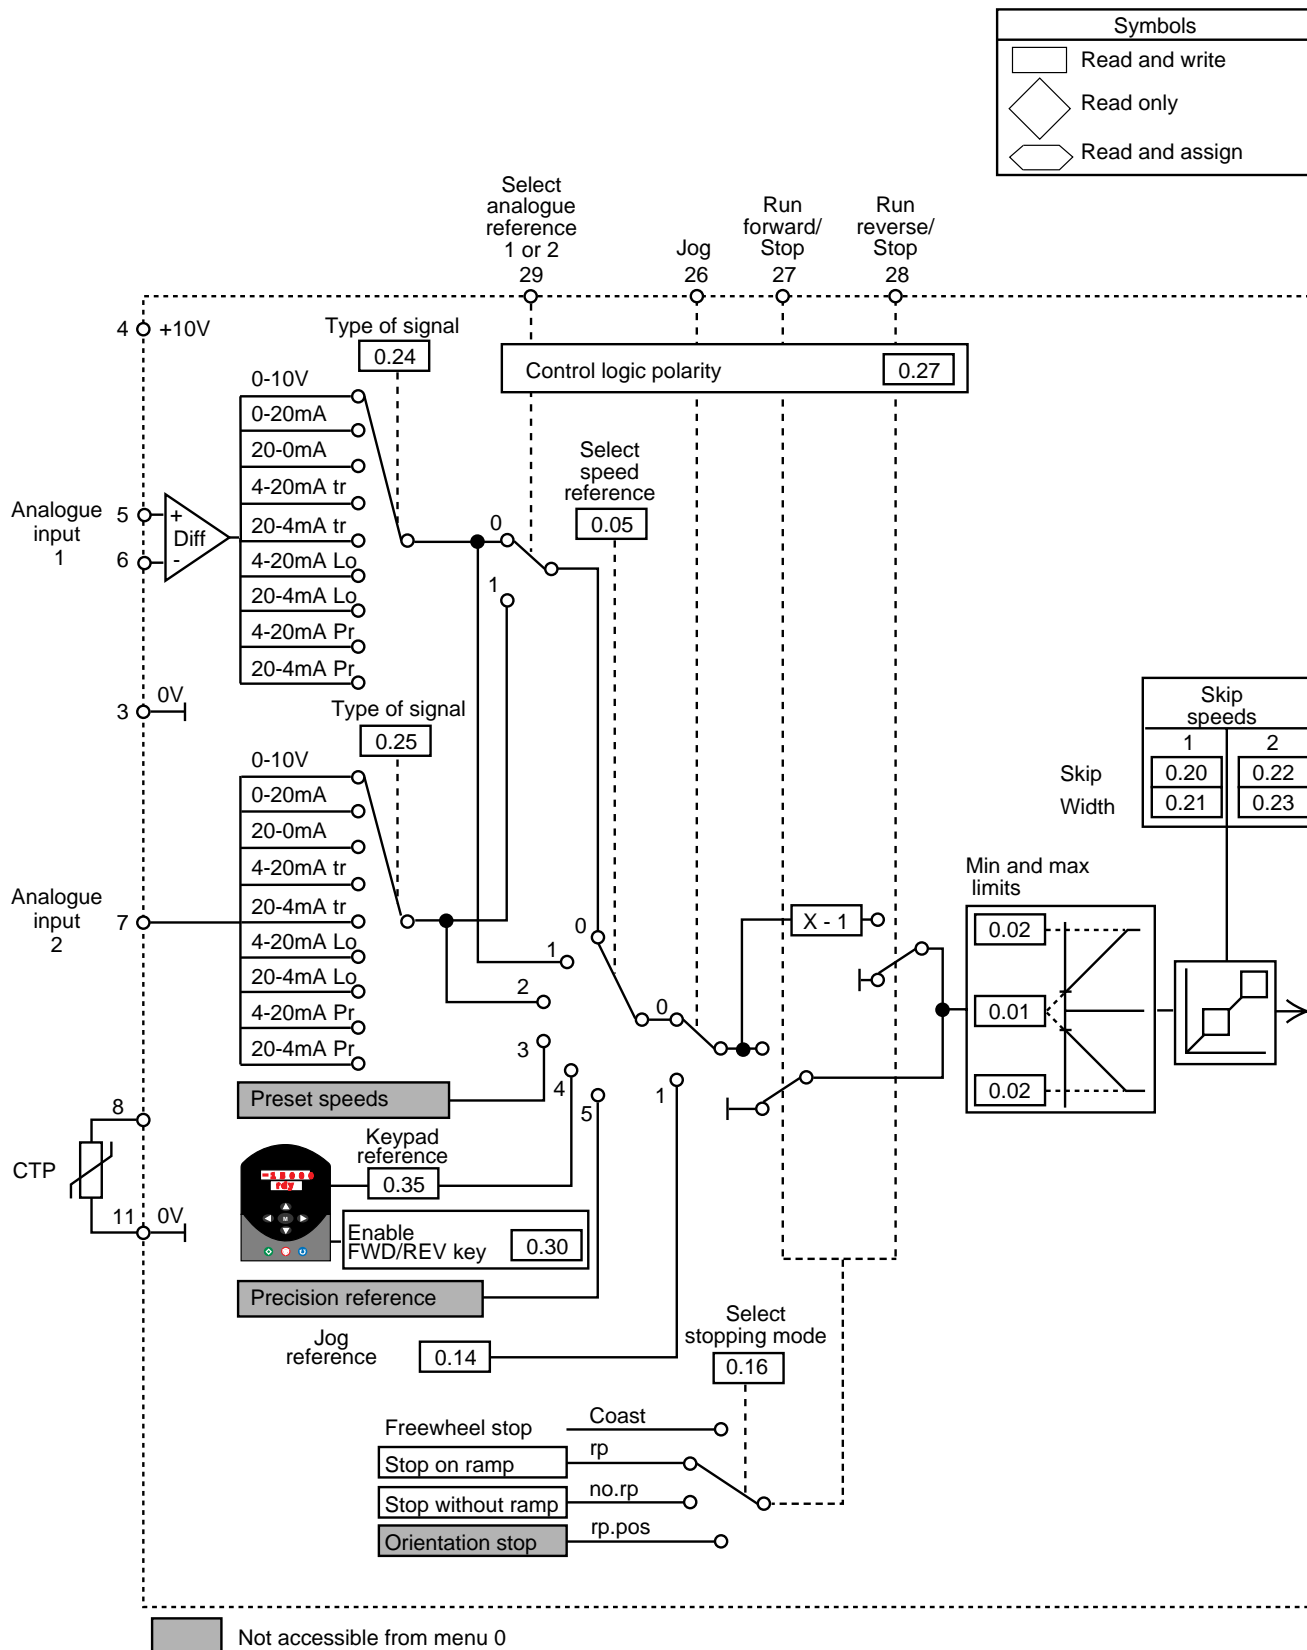 Symbols
Read and write
Read only
Read and assign
Select
analogue
reference
1 or 2
29
Jog
26
Run
forward/
Stop
27
Run
reverse/
Stop
28
4 +10V
Type of signal
0.24
Control logic polarity 0.27
0-10V
0-20mA
20-0mA
4-20mA tr
20-4mA tr
4-20mA Lo
20-4mA Lo
4-20mA Pr
20-4mA Pr
Select
speed
reference
0.05
Analogue
input
1
5
6
+
Diff
-
0
1
3 0V
Type of signal
0.25
0-10V
0-20mA
20-0mA
4-20mA tr
20-4mA tr
4-20mA Lo
20-4mA Lo
4-20mA Pr
20-4mA Pr
Analogue
input
2
7
Skip
speeds
1 2
Skip 0.20 0.22
Width 0.21 0.23
Min and max
limits
0.02
0.01
0.02
X - 1
0
1
2
3
4
5
0
1
Preset speeds
8
CTP
11 0V
Keypad
reference
0.35
-15000
rdy
M
Enable
FWD/REV key 0.30
Precision reference
Jog
reference 0.14
Select
stopping mode
0.16
Freewheel stop Coast
Stop on ramp rp
Stop without ramp no.rp
Orientation stop rp.pos
Not accessible from menu 0